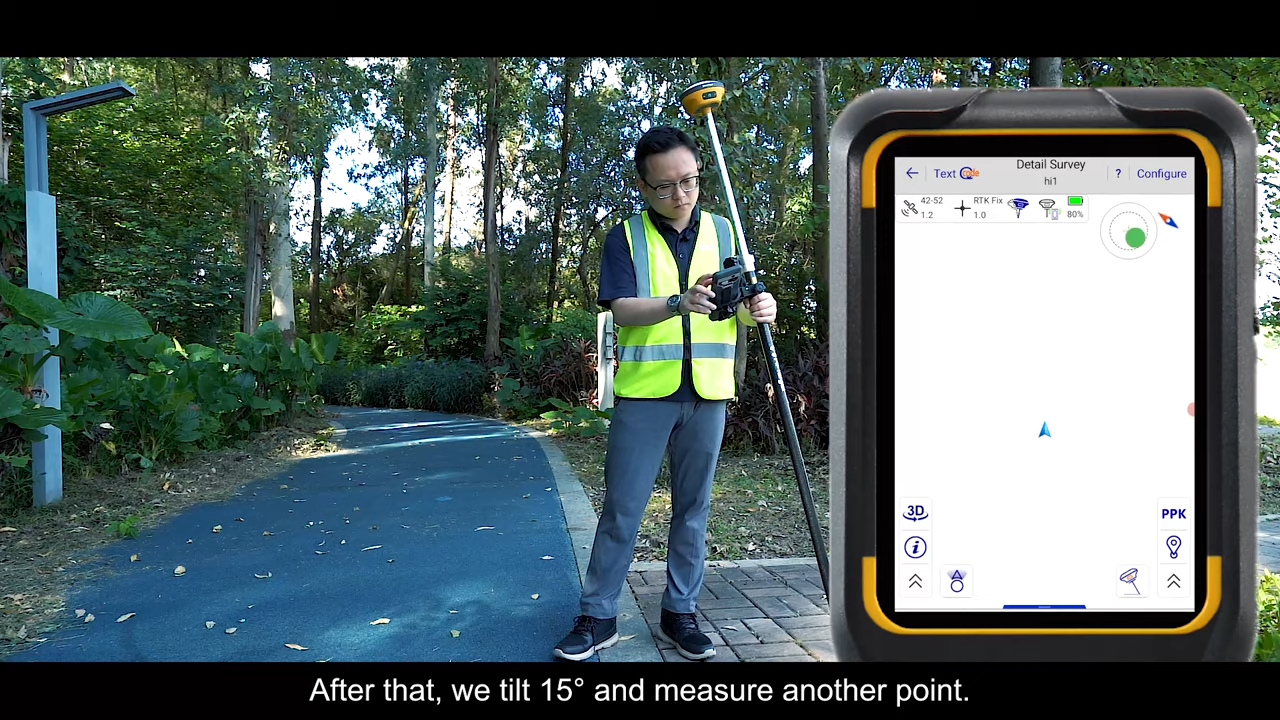 Detail Survey
Text Code
hi1
? Configure
42-52
1.2
RTK Fix
1.0
80%
3D
PPK
i
After that, we tilt 15° and measure another point.